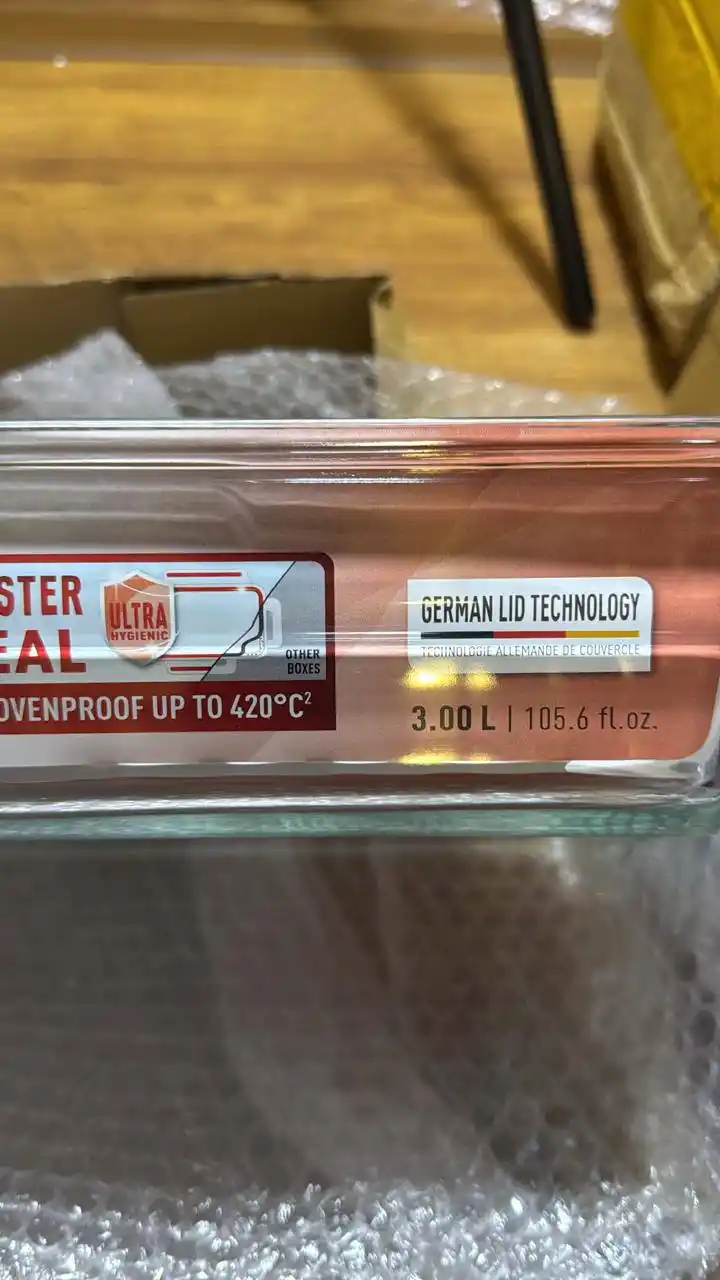 STER
EAL
ULTRA
HYGIENIC
OTHER
BOXES
OVENPROOF UP TO 420°C²
GERMAN LID TECHNOLOGY
TECHNOLOGIE ALLEMANDE DE COUVERCLE
3.00 L | 105.6 fl.oz.